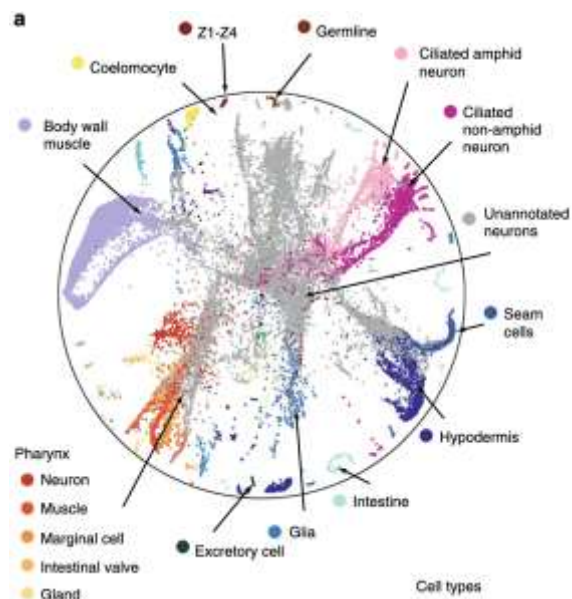 a
Z1-Z4
Germline
Coelomocyte
Ciliated amphid
neuron
Body wall
muscle
Ciliated
non-amphid
neuron
Unannotated
neurons
Seam
cells
Hypodermis
Pharynx
Neuron
Muscle
Marginal cell
Intestinal valve
Gland
Intestine
Glia
Excretory cell
Cell types